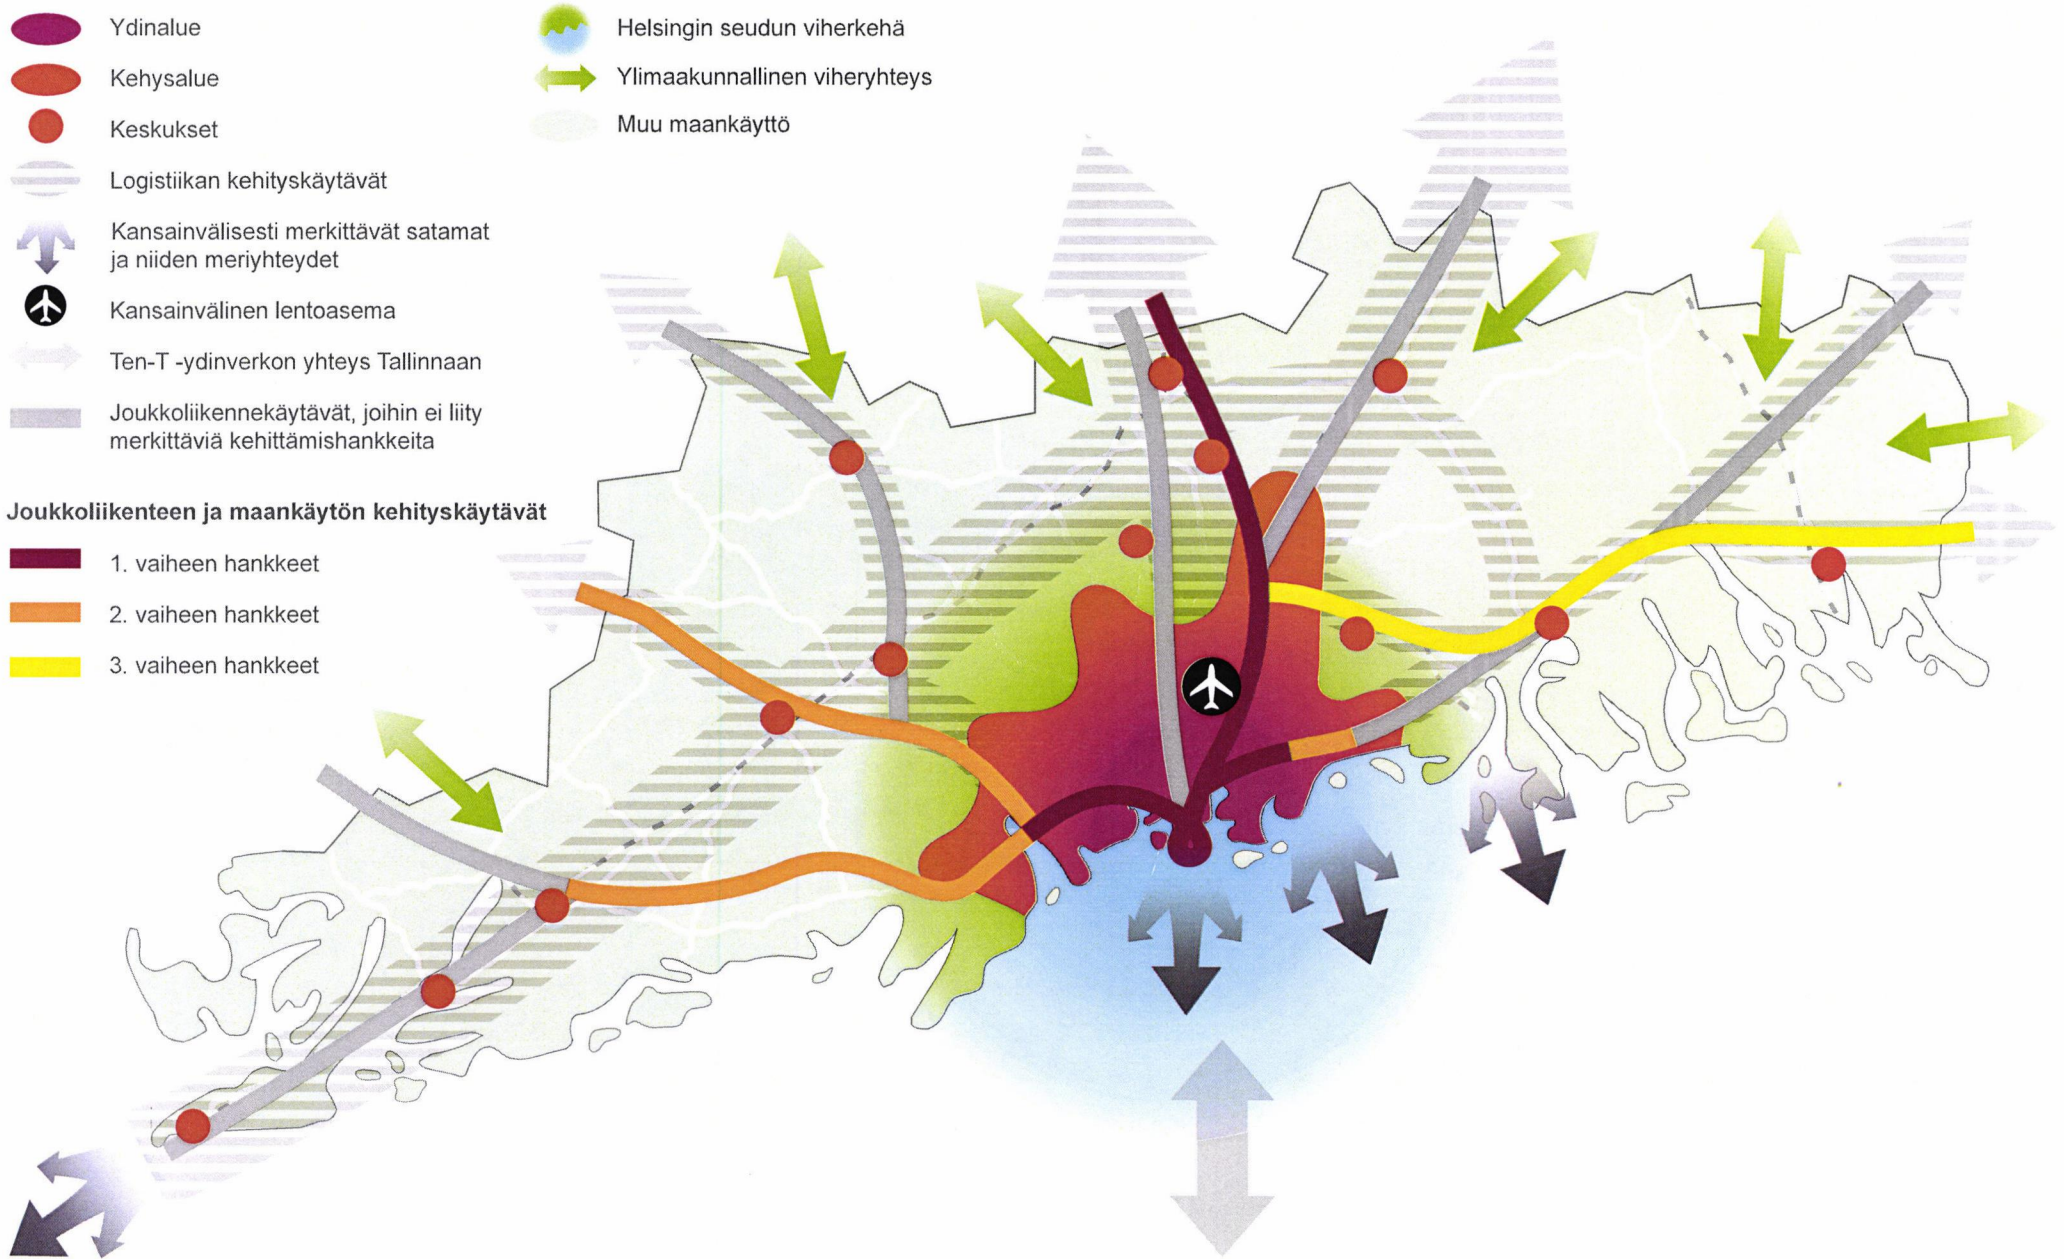 Ydinalue
Kehysalue
Keskukset
Logistiikan kehityskäytävät
Kansainvälisesti merkittävät satamat
ja niiden meriyhteydet
Kansainvälinen lentoasema
Ten-T -ydinverkon yhteys Tallinnaan
Joukkoliikennekäytävät, joihin ei liity
merkittäviä kehittämishankkeita
Joukkoliikenteen ja maankäytön kehityskäytävät
1. vaiheen hankkeet
2. vaiheen hankkeet
3. vaiheen hankkeet
Helsingin seudun viherkehä
Ylimaakunnallinen viheryhteys
Muu maankäyttö